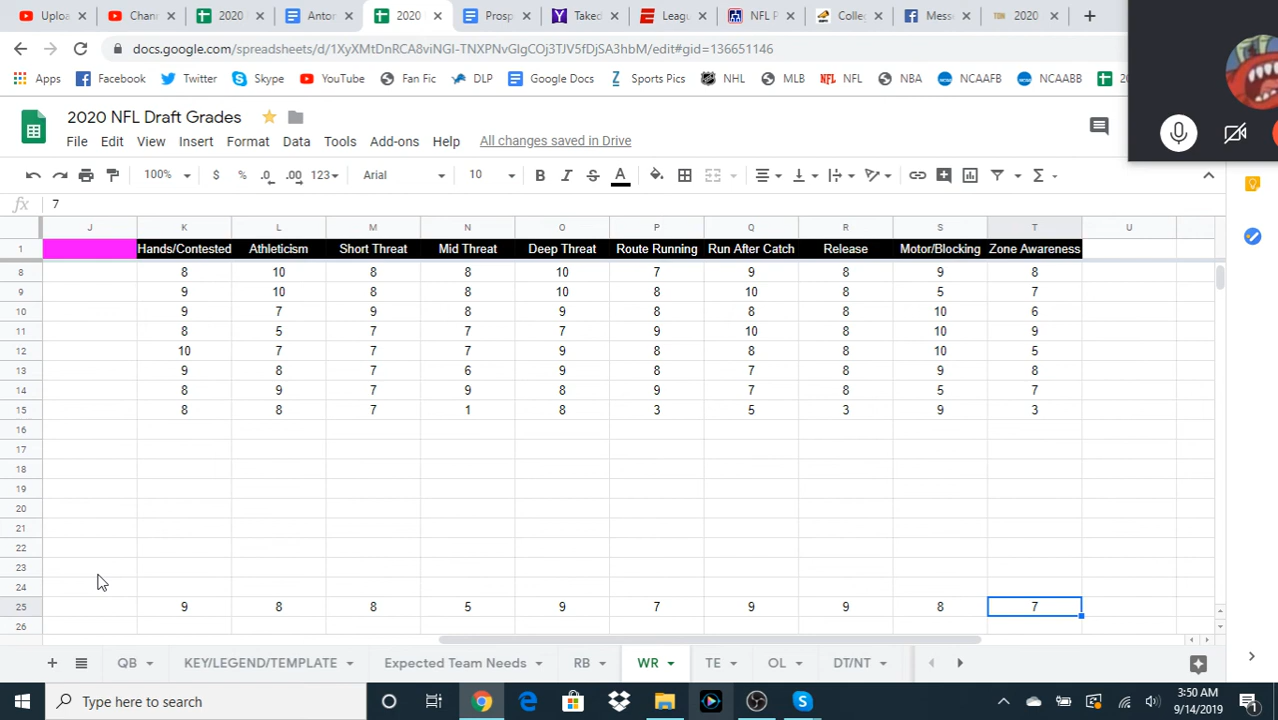 Uploa
Chan
2020
Anton
2020
Prosp
Taked
Leagu
NFL P
Colleg
Mess
TDN
2020
docs.google.com/spreadsheets/d/1XyXMtDnRCA8viNGI-TNXPNvGlgCOj3TJV5fDjSA3hbM/edit#gid=136651146
Apps Facebook Twitter Skype YouTube Fan Fic DLP Google Docs Sports Pics NHL MLB NFL NBA NCAAFB NCAABB 20
2020 NFL Draft Grades
File Edit View Insert Format Data Tools Add-ons Help All changes saved in Drive
100% $ % .0 .00 123 Arial 10 B I S A
fx 7
J K L M N O P Q R S T U
1 Hands/Contested Athleticism Short Threat Mid Threat Deep Threat Route Running Run After Catch Release Motor/Blocking Zone Awareness
8 8 10 8 8 10 7 9 8 9 8
9 9 10 8 8 10 8 10 8 5 7
10 9 7 9 8 9 8 8 8 10 6
11 8 5 7 7 7 9 10 8 10 9
12 10 7 7 7 9 8 8 8 10 5
13 9 8 7 6 9 8 7 8 9 8
14 8 9 7 9 8 9 7 8 5 7
15 8 8 7 1 8 3 5 3 9 3
16
17
18
19
20
21
22
23
24
25 9 8 8 5 9 7 9 9 8 7
26
QB KEY/LEGEND/TEMPLATE Expected Team Needs RB WR TE OL DT/NT
Type here to search
3:50 AM
9/14/2019
1